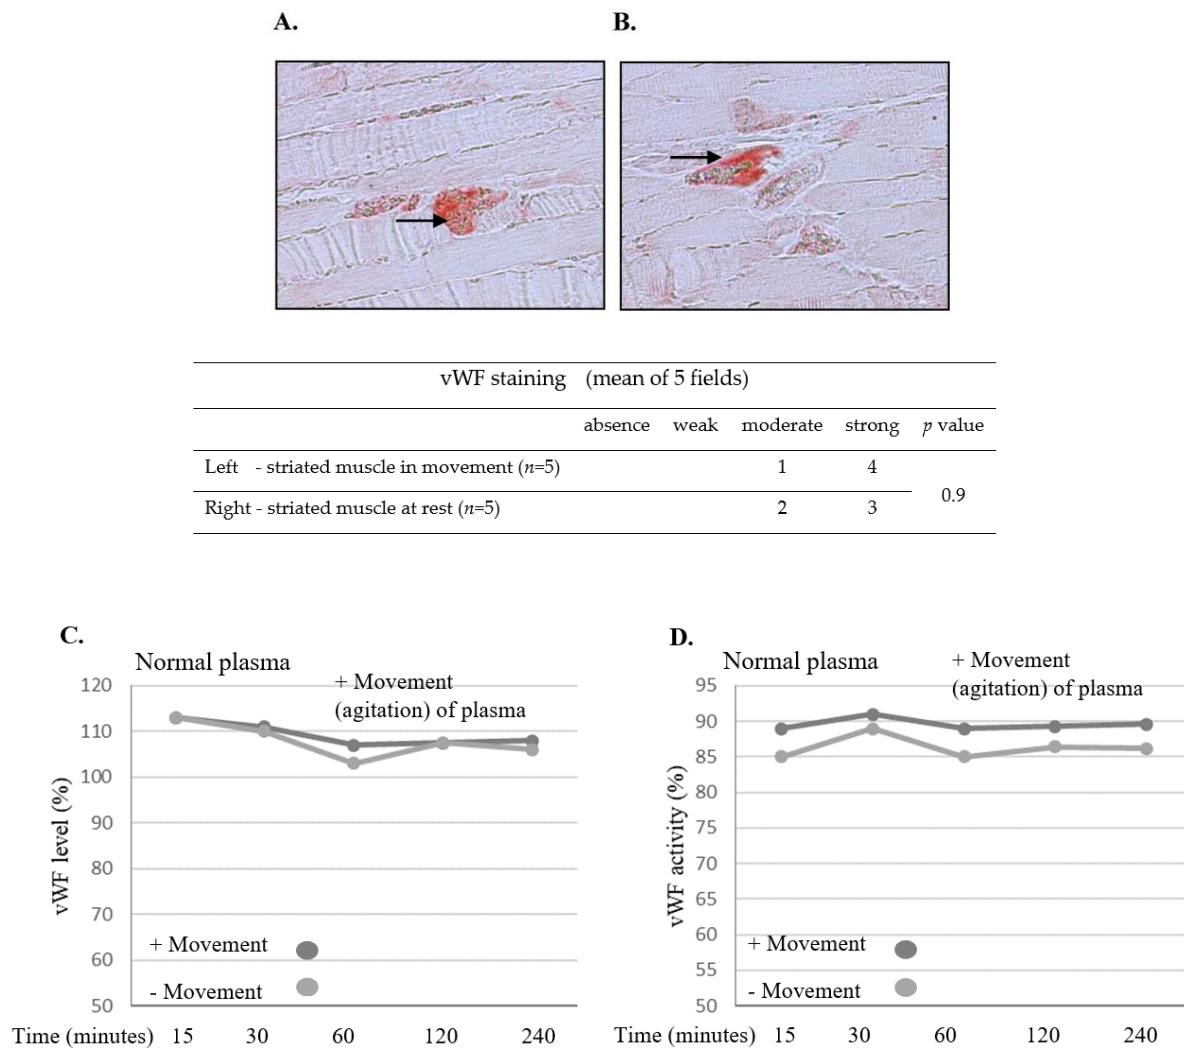 A.
B.
vWF staining (mean of 5 fields)
absence weak moderate strong p value
Left - striated muscle in movement (n=5) 1 4
0.9
Right - striated muscle at rest (n=5) 2 3
C.
Normal plasma
+ Movement
(agitation) of plasma
vWF level (%)
120
110
100
90
80
70
60
50
+ Movement
- Movement
Time (minutes) 15 30 60 120 240
D.
Normal plasma
+ Movement
(agitation) of plasma
vWF activity (%)
95
90
85
80
75
70
65
60
55
50
+ Movement
- Movement
Time (minutes) 15 30 60 120 240